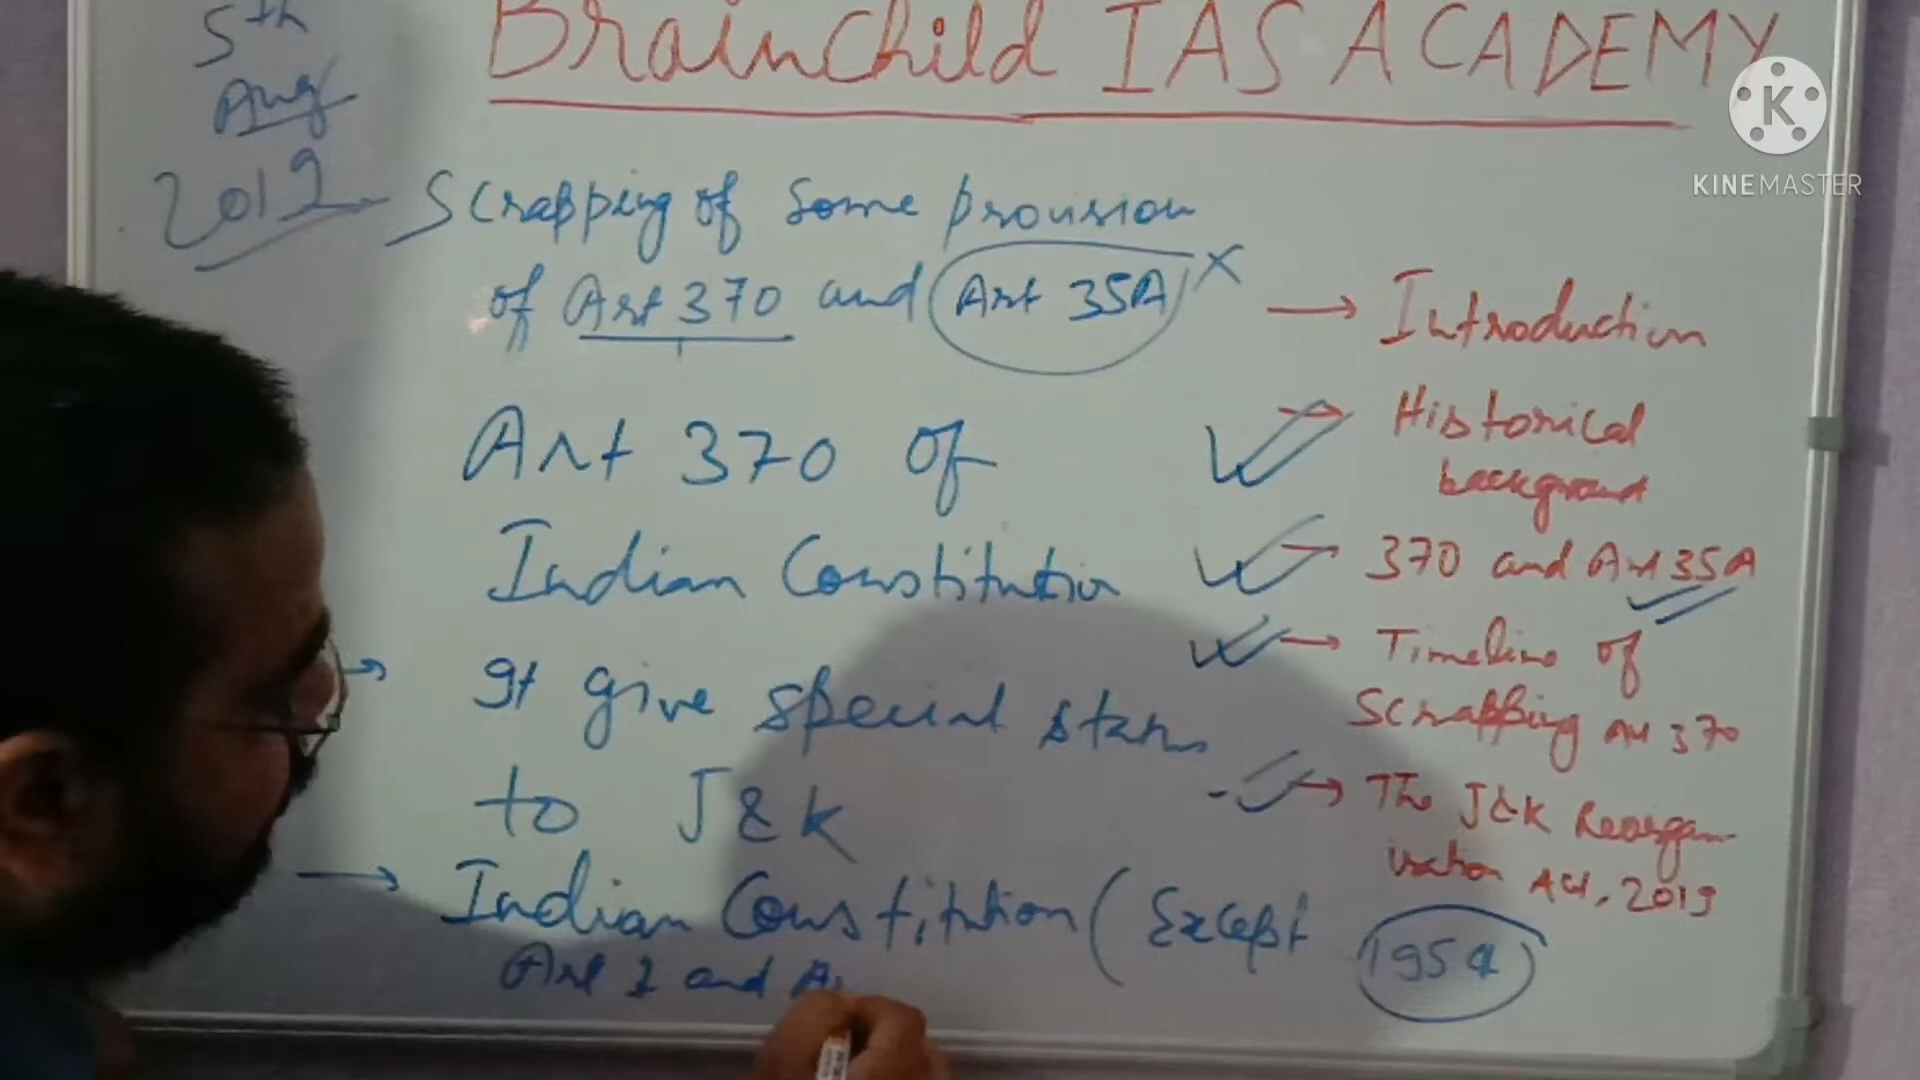 Brainchild IAS ACADEMY
5th
Aug
2019
Scrapping of Some provision
of Art 370 and Art 35A X
Art 370 of
Indian Constitution
→ It give special status
to J&K
→ Indian Constitution (Except
Art 1 and A
1954
→ Introduction
→ Historical
background
→ 370 and Art 35A
→ Timeline of
Scrapping Art 370
→ The J&K Reorgan
isation Act, 2019
K
KINEMASTER